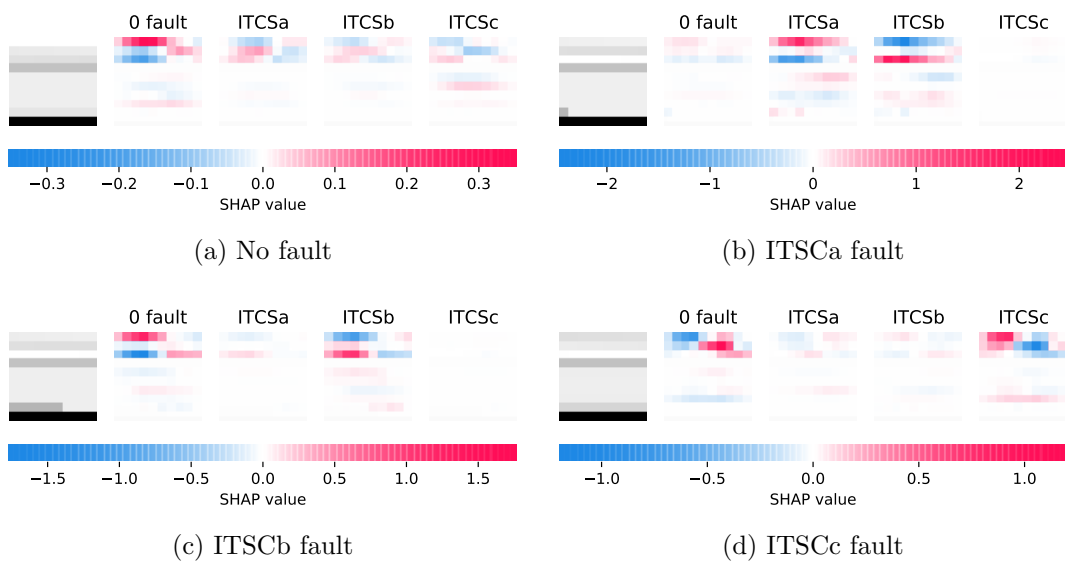 0 fault ITCSa ITCSb ITCSc
−0.3 −0.2 −0.1 0.0 0.1 0.2 0.3
SHAP value
(a) No fault
0 fault ITCSa ITCSb ITCSc
−2 −1 0 1 2
SHAP value
(b) ITSCa fault
0 fault ITCSa ITCSb ITCSc
−1.5 −1.0 −0.5 0.0 0.5 1.0 1.5
SHAP value
(c) ITSCb fault
0 fault ITCSa ITCSb ITCSc
−1.0 −0.5 0.0 0.5 1.0
SHAP value
(d) ITSCc fault